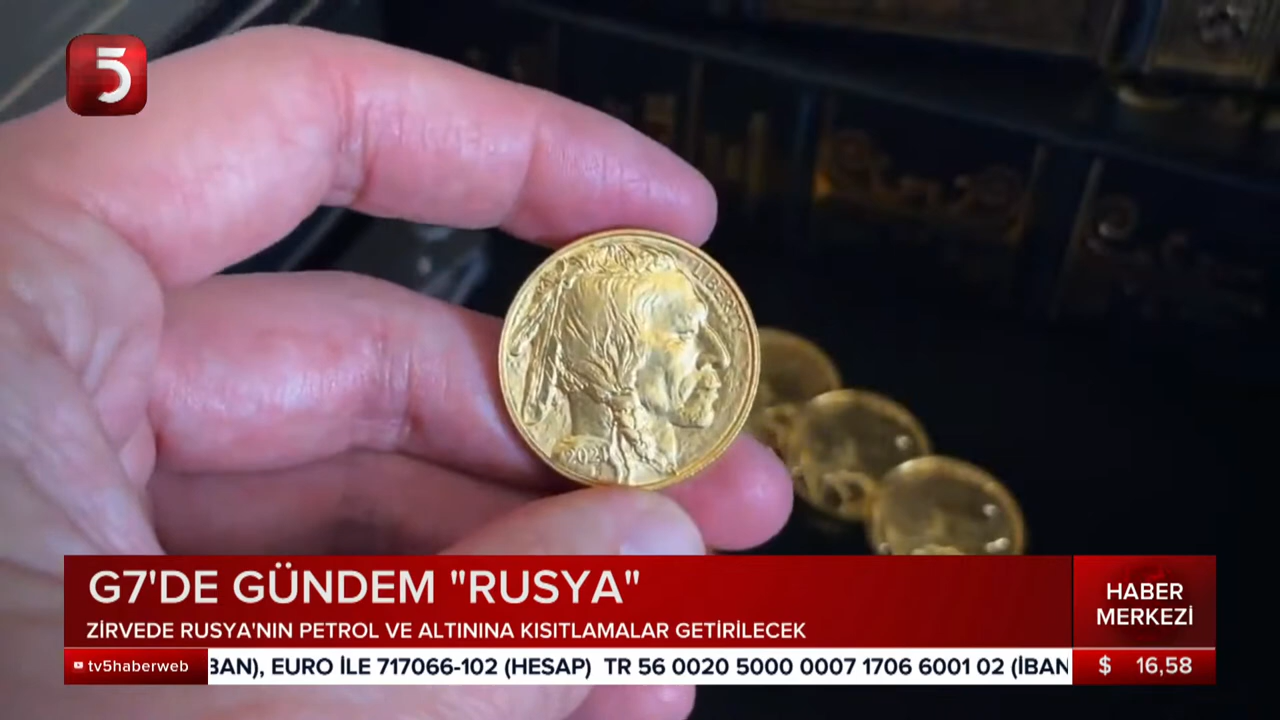 5
LIBERTY
2021
G7'DE GÜNDEM "RUSYA"
ZİRVEDE RUSYA'NIN PETROL VE ALTININA KISITLAMALAR GETİRİLECEK
HABER
MERKEZİ
tv5haberweb
BAN), EURO İLE 717066-102 (HESAP) TR 56 0020 5000 0007 1706 6001 02 (İBAN
$ 16,58